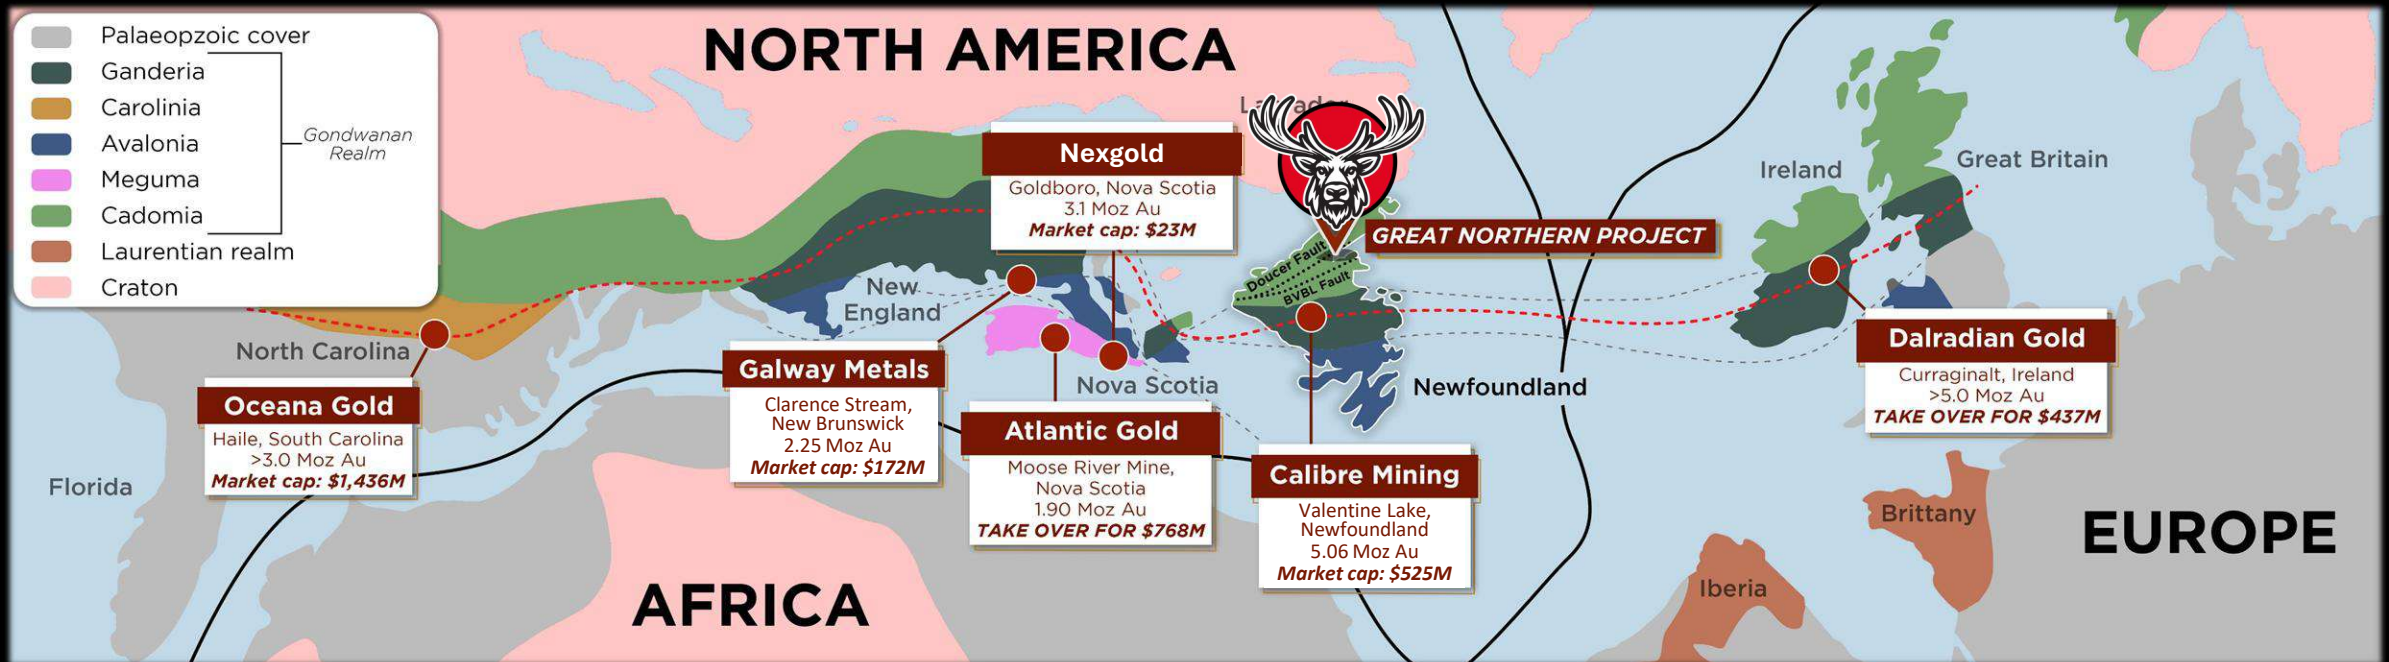 Palaeopzoic cover
Ganderia
Carolinia
Avalonia
Meguma
Cadomia
Laurentian realm
Craton
Gondwanan
Realm
NORTH AMERICA
Nexgold
Goldboro, Nova Scotia
3.1 Moz Au
Market cap: $23M
GREAT NORTHERN PROJECT
Doucer Fault
BVBL Fault
Ireland
Great Britain
New
England
North Carolina
Oceana Gold
Haile, South Carolina
>3.0 Moz Au
Market cap: $1,436M
Florida
Galway Metals
Clarence Stream,
New Brunswick
2.25 Moz Au
Market cap: $172M
Nova Scotia
Atlantic Gold
Moose River Mine,
Nova Scotia
1.90 Moz Au
TAKE OVER FOR $768M
Newfoundland
Calibre Mining
Valentine Lake,
Newfoundland
5.06 Moz Au
Market cap: $525M
Dalradian Gold
Curraginalt, Ireland
>5.0 Moz Au
TAKE OVER FOR $437M
Brittany
Iberia
EUROPE
AFRICA